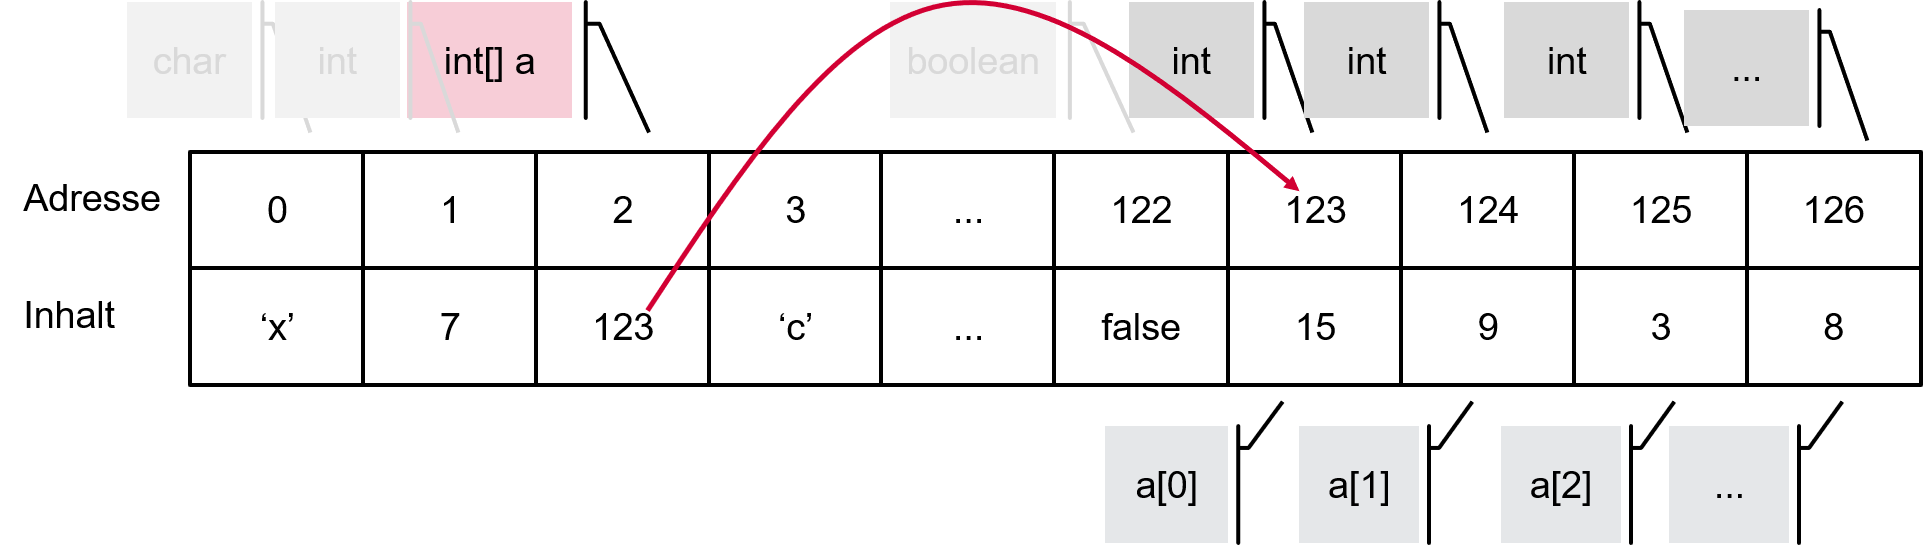 char int int[] a boolean int int int ...
Adresse 0 1 2 3 ... 122 123 124 125 126
Inhalt ‘x’ 7 123 ‘c’ ... false 15 9 3 8
a[0] a[1] a[2] ...